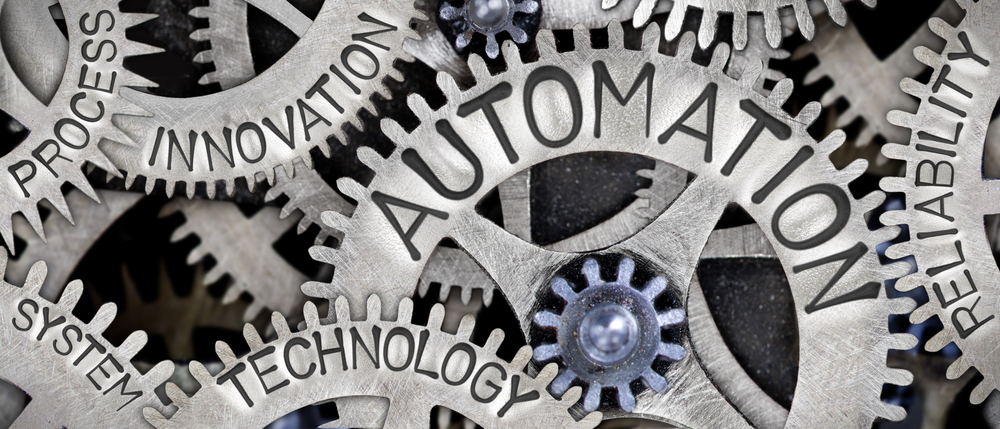 PROCESS
INNOVATION
AUTOMATION
RELIABILITY
SYSTEM
TECHNOLOGY